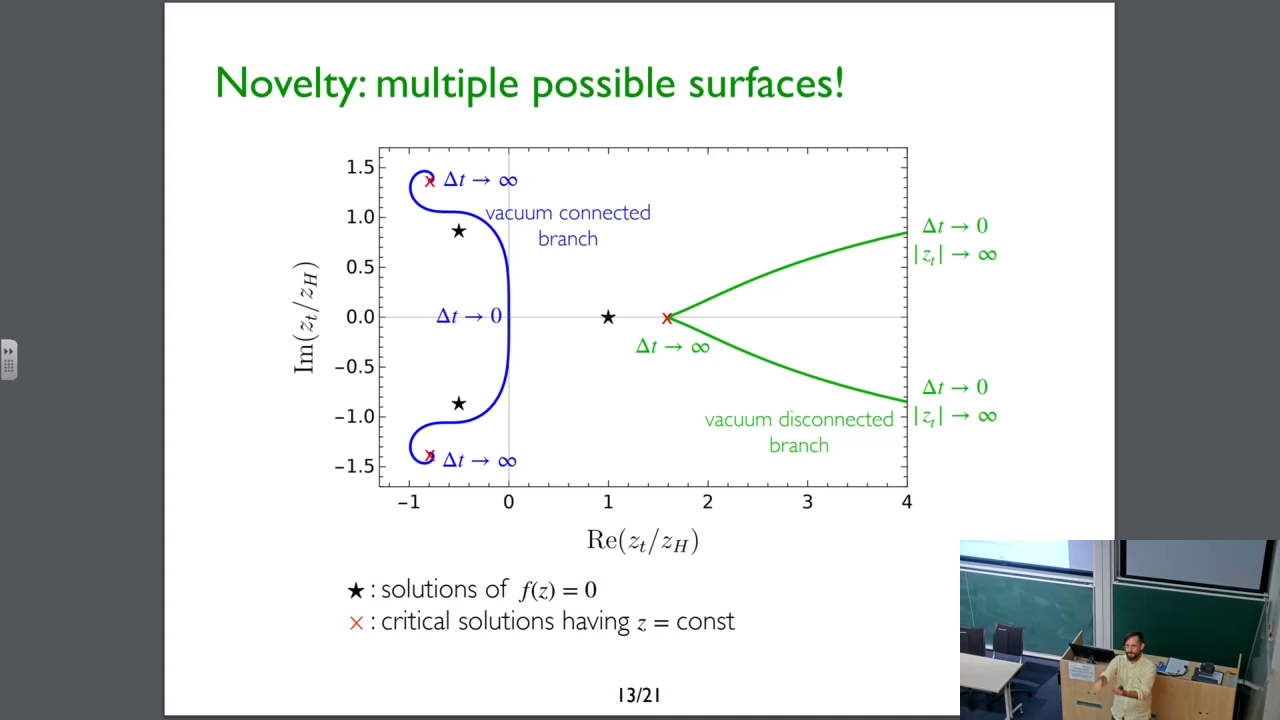 Novelty: multiple possible surfaces!
1.5
1.0
0.5
0.0
−0.5
−1.0
−1.5
Im(z_t/z_H)
−1
0
1
2
3
4
Re(z_t/z_H)
Δt → ∞
vacuum connected
branch
Δt → 0
Δt → ∞
Δt → ∞
vacuum disconnected
branch
Δt → 0
|z_t| → ∞
Δt → 0
|z_t| → ∞
★ : solutions of f(z) = 0
× : critical solutions having z = const
13/21